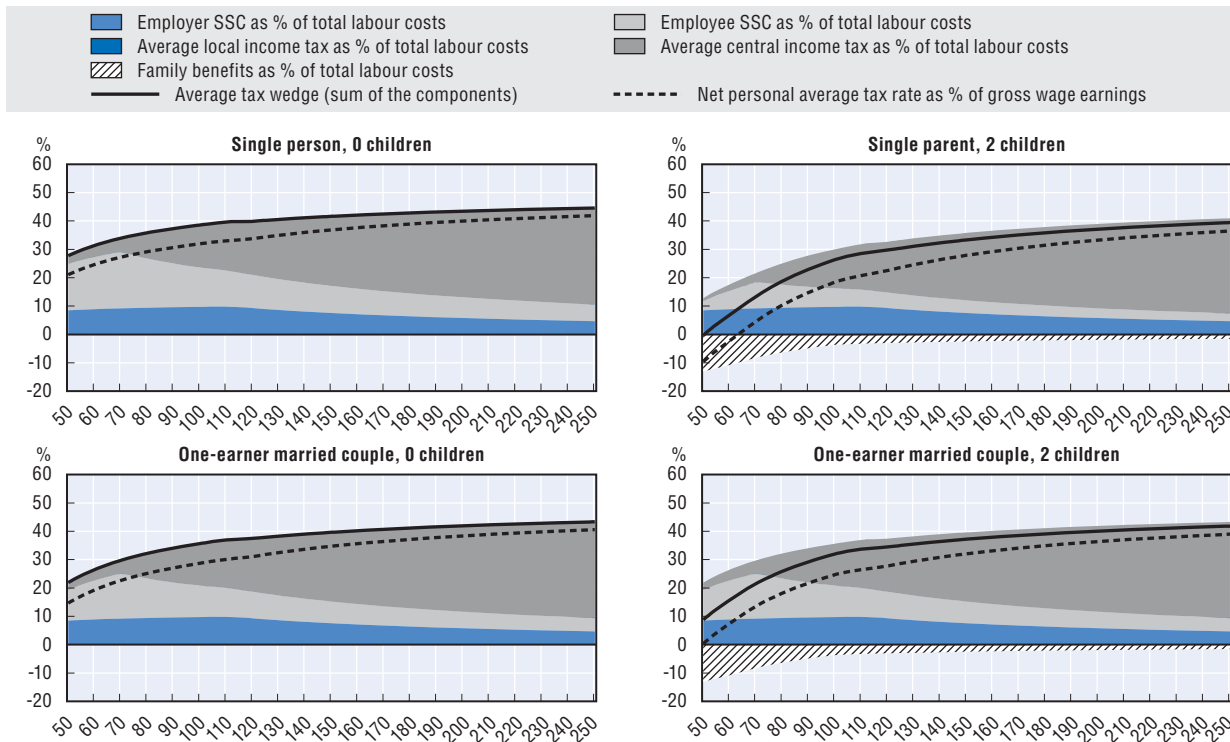 Employer SSC as % of total labour costs
Employee SSC as % of total labour costs
Average local income tax as % of total labour costs
Average central income tax as % of total labour costs
Family benefits as % of total labour costs
Average tax wedge (sum of the components)
Net personal average tax rate as % of gross wage earnings
%
Single person, 0 children
60
50
40
30
20
10
0
-10
-20
50 60 70 80 90 100 110 120 130 140 150 160 170 180 190 200 210 220 230 240 250
%
Single parent, 2 children
60
50
40
30
20
10
0
-10
-20
50 60 70 80 90 100 110 120 130 140 150 160 170 180 190 200 210 220 230 240 250
%
One-earner married couple, 0 children
60
50
40
30
20
10
0
-10
-20
50 60 70 80 90 100 110 120 130 140 150 160 170 180 190 200 210 220 230 240 250
%
One-earner married couple, 2 children
60
50
40
30
20
10
0
-10
-20
50 60 70 80 90 100 110 120 130 140 150 160 170 180 190 200 210 220 230 240 250